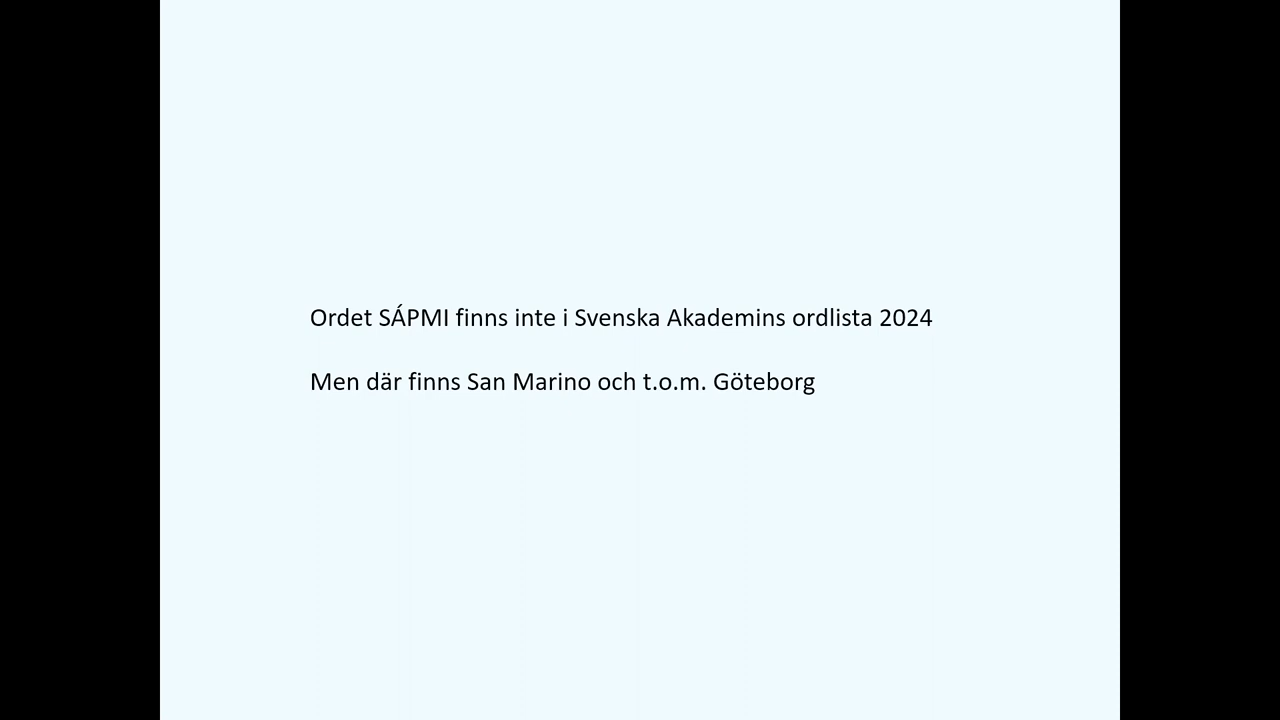 Ordet SÁPMI finns inte i Svenska Akademins ordlista 2024
Men där finns San Marino och t.o.m. Göteborg